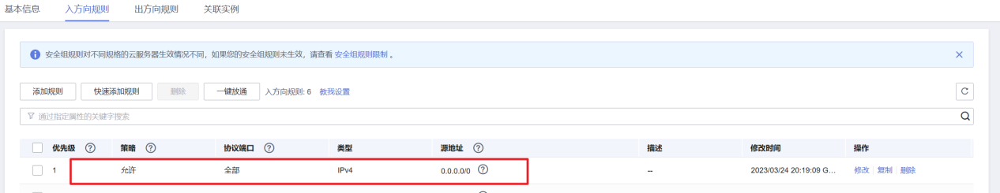 基本信息 入方向规则 出方向规则 关联实例
安全组规则对不同规格的云服务器生效情况不同，如果您的安全组规则未生效，请查看 安全组规则限制 。
添加规则 快速添加规则 删除 一键放通 入方向规则: 6 教我设置
通过指定属性的关键字搜索
优先级 策略 协议端口 类型 源地址 描述 修改时间 操作
1 允许 全部 IPv4 0.0.0.0/0 -- 2023/03/24 20:19:09 G... 修改 复制 删除